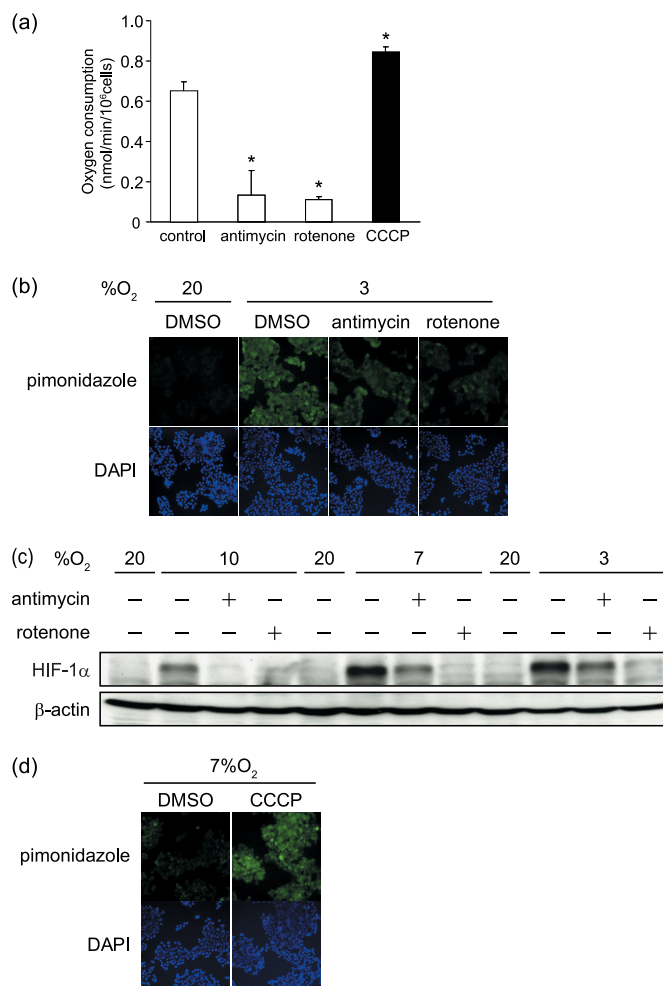 (a)
Oxygen consumption
(nmol/min/10⁶cells)
1.0
0.8
0.6
0.4
0.2
0
*
*
*
control antimycin rotenone CCCP
(b)
%O₂ 20 3
DMSO DMSO antimycin rotenone
pimonidazole
DAPI
(c) %O₂ 20 10 20 7 20 3
antimycin − − + − − − + − − − + −
rotenone − − − + − − − + − − − +
HIF-1α
β-actin
(d)
7%O₂
DMSO CCCP
pimonidazole
DAPI